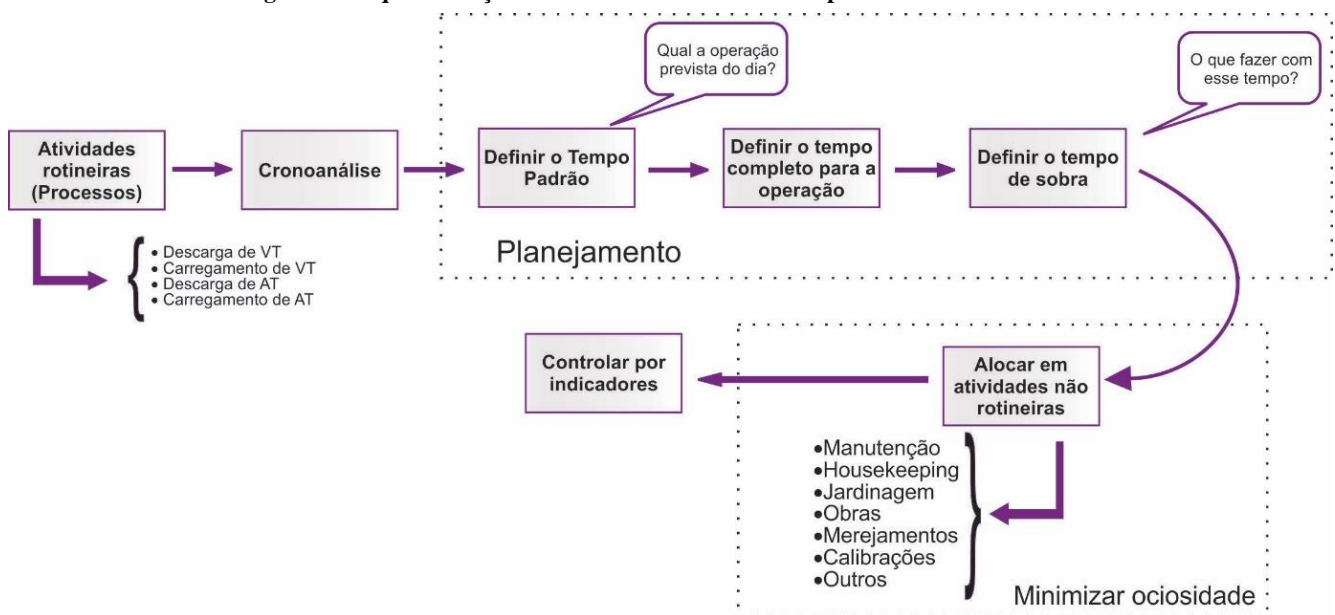 Qual a operação
prevista do dia?
O que fazer com
esse tempo?
Atividades
rotineiras
(Processos)
Cronoanálise
Definir o Tempo
Padrão
Definir o tempo
completo para a
operação
Definir o tempo
de sobra
Planejamento
• Descarga de VT
• Carregamento de VT
• Descarga de AT
• Carregamento de AT
Controlar por
indicadores
Alocar em
atividades não
rotineiras
•Manutenção
•Housekeeping
•Jardinagem
•Obras
•Merejamentos
•Calibrações
•Outros
Minimizar ociosidade